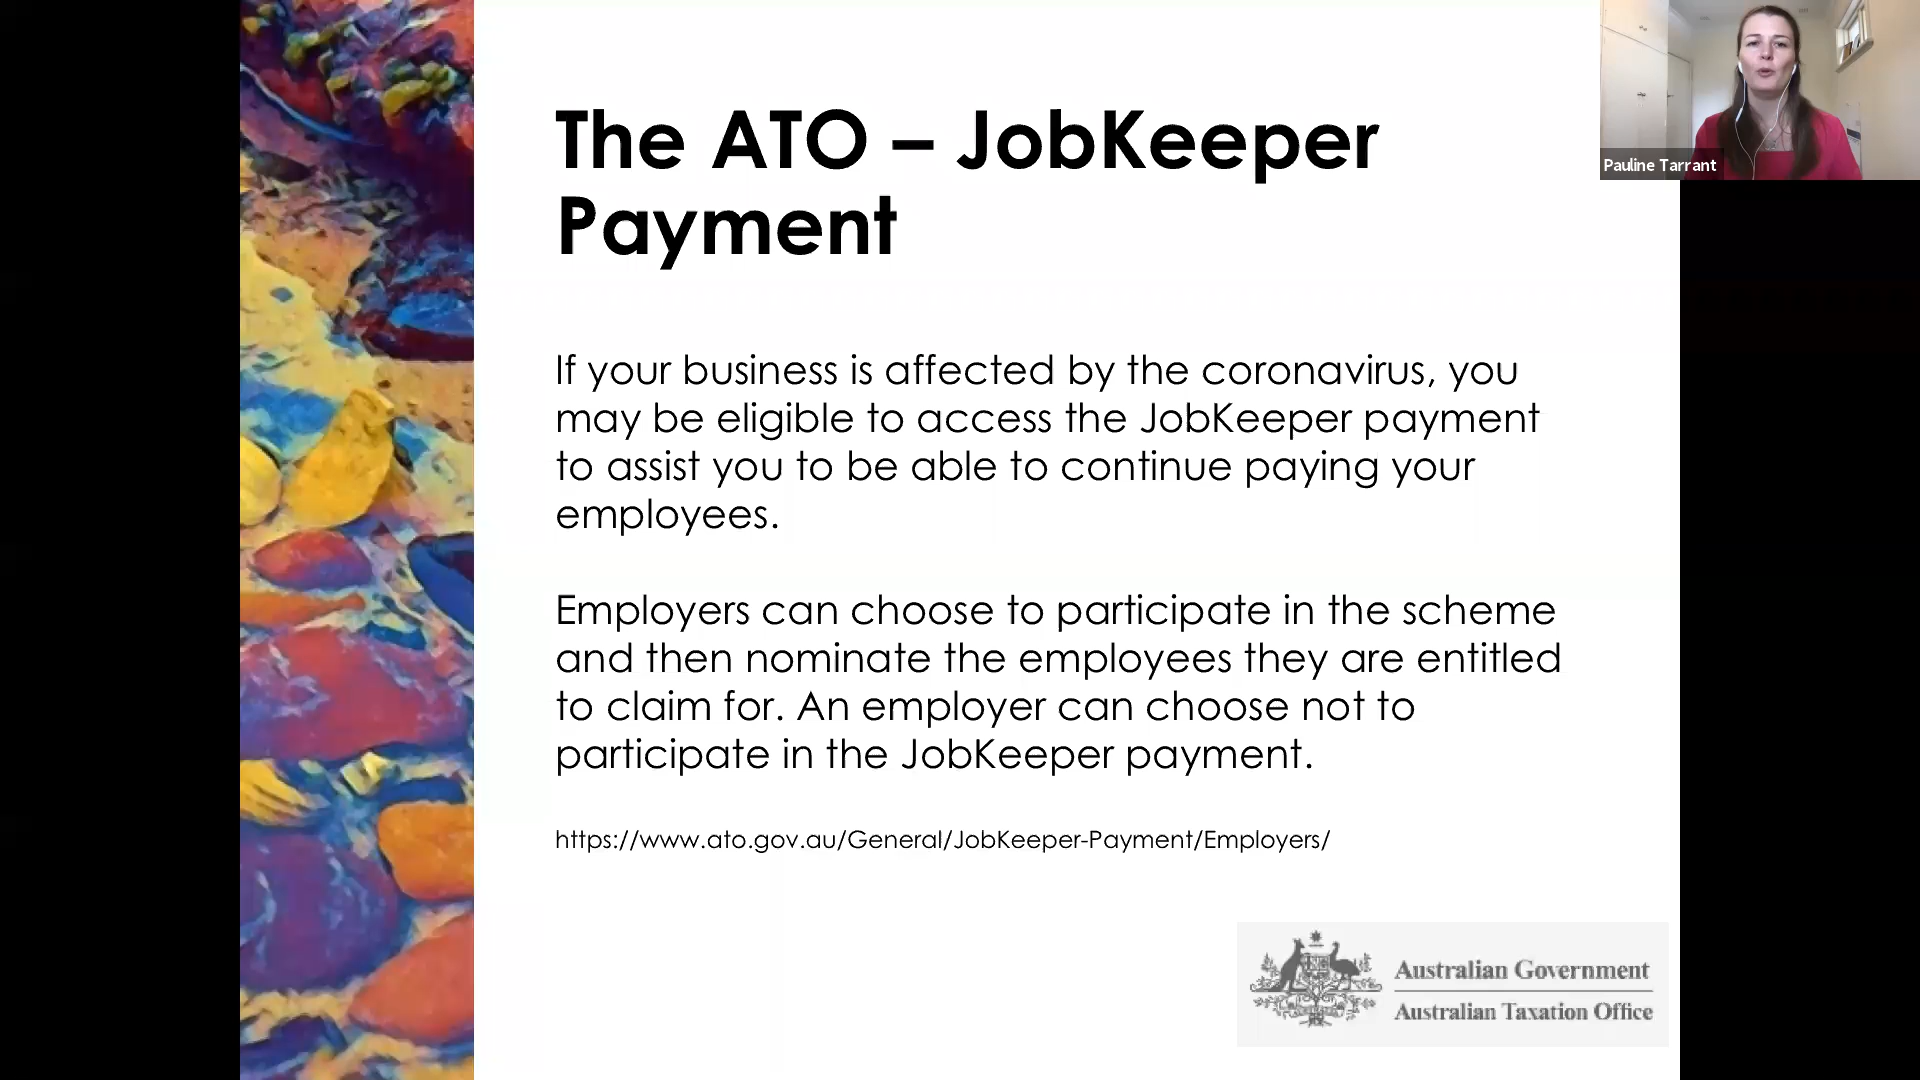 The ATO – JobKeeper
Payment
Pauline Tarrant
If your business is affected by the coronavirus, you
may be eligible to access the JobKeeper payment
to assist you to be able to continue paying your
employees.
Employers can choose to participate in the scheme
and then nominate the employees they are entitled
to claim for. An employer can choose not to
participate in the JobKeeper payment.
https://www.ato.gov.au/General/JobKeeper-Payment/Employers/
Australian Government
Australian Taxation Office